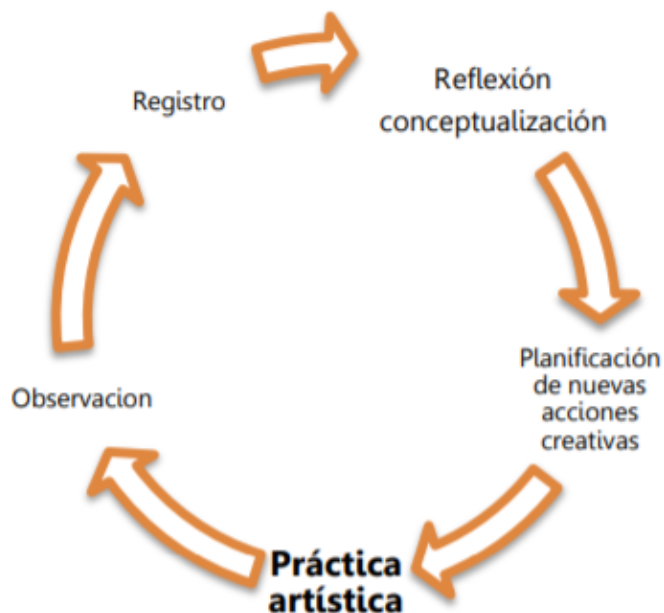 Registro
Reflexión
conceptualización
Planificación
de nuevas
acciones
creativas
Práctica
artística
Observacion